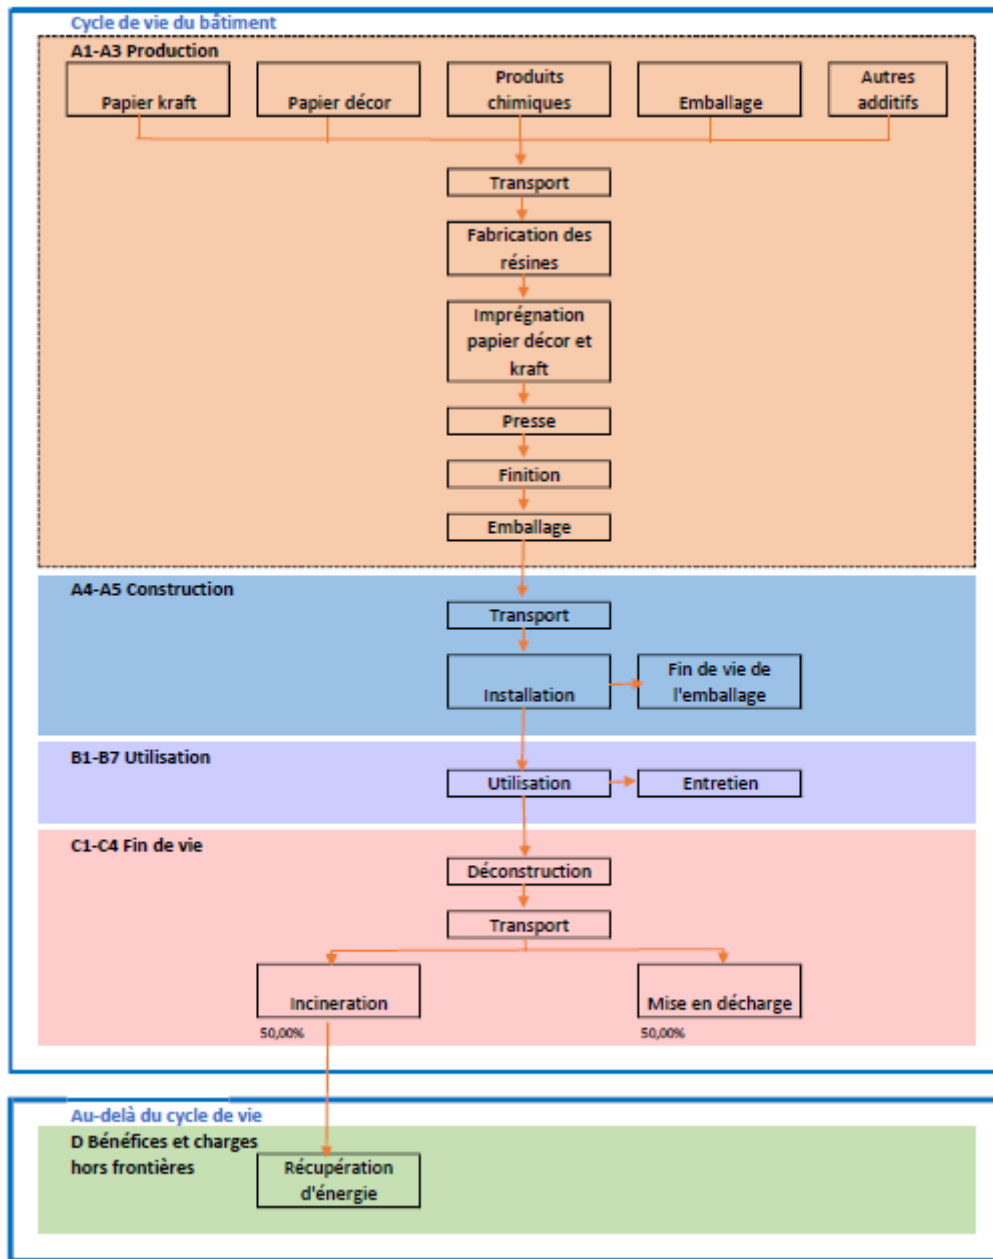 Cycle de vie du bâtiment
A1-A3 Production
Papier kraft
Papier décor
Produits
chimiques
Emballage
Autres
additifs
Transport
Fabrication des
résines
Imprégnation
papier décor et
kraft
Presse
Finition
Emballage
A4-A5 Construction
Transport
Installation
Fin de vie de
l'emballage
B1-B7 Utilisation
Utilisation
Entretien
C1-C4 Fin de vie
Déconstruction
Transport
Incineration
50,00%
Mise en décharge
50,00%
Au-delà du cycle de vie
D Bénéfices et charges
hors frontières
Récupération
d'énergie